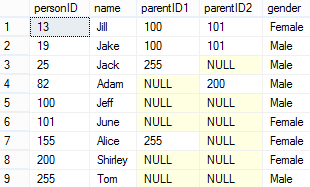 personID name parentID1 parentID2 gender
1 13 Jill 100 101 Female
2 19 Jake 100 101 Male
3 25 Jack 255 NULL Male
4 82 Adam NULL 200 Male
5 100 Jeff NULL NULL Male
6 101 June NULL NULL Female
7 155 Alice 255 NULL Female
8 200 Shirley NULL NULL Female
9 255 Tom NULL NULL Male